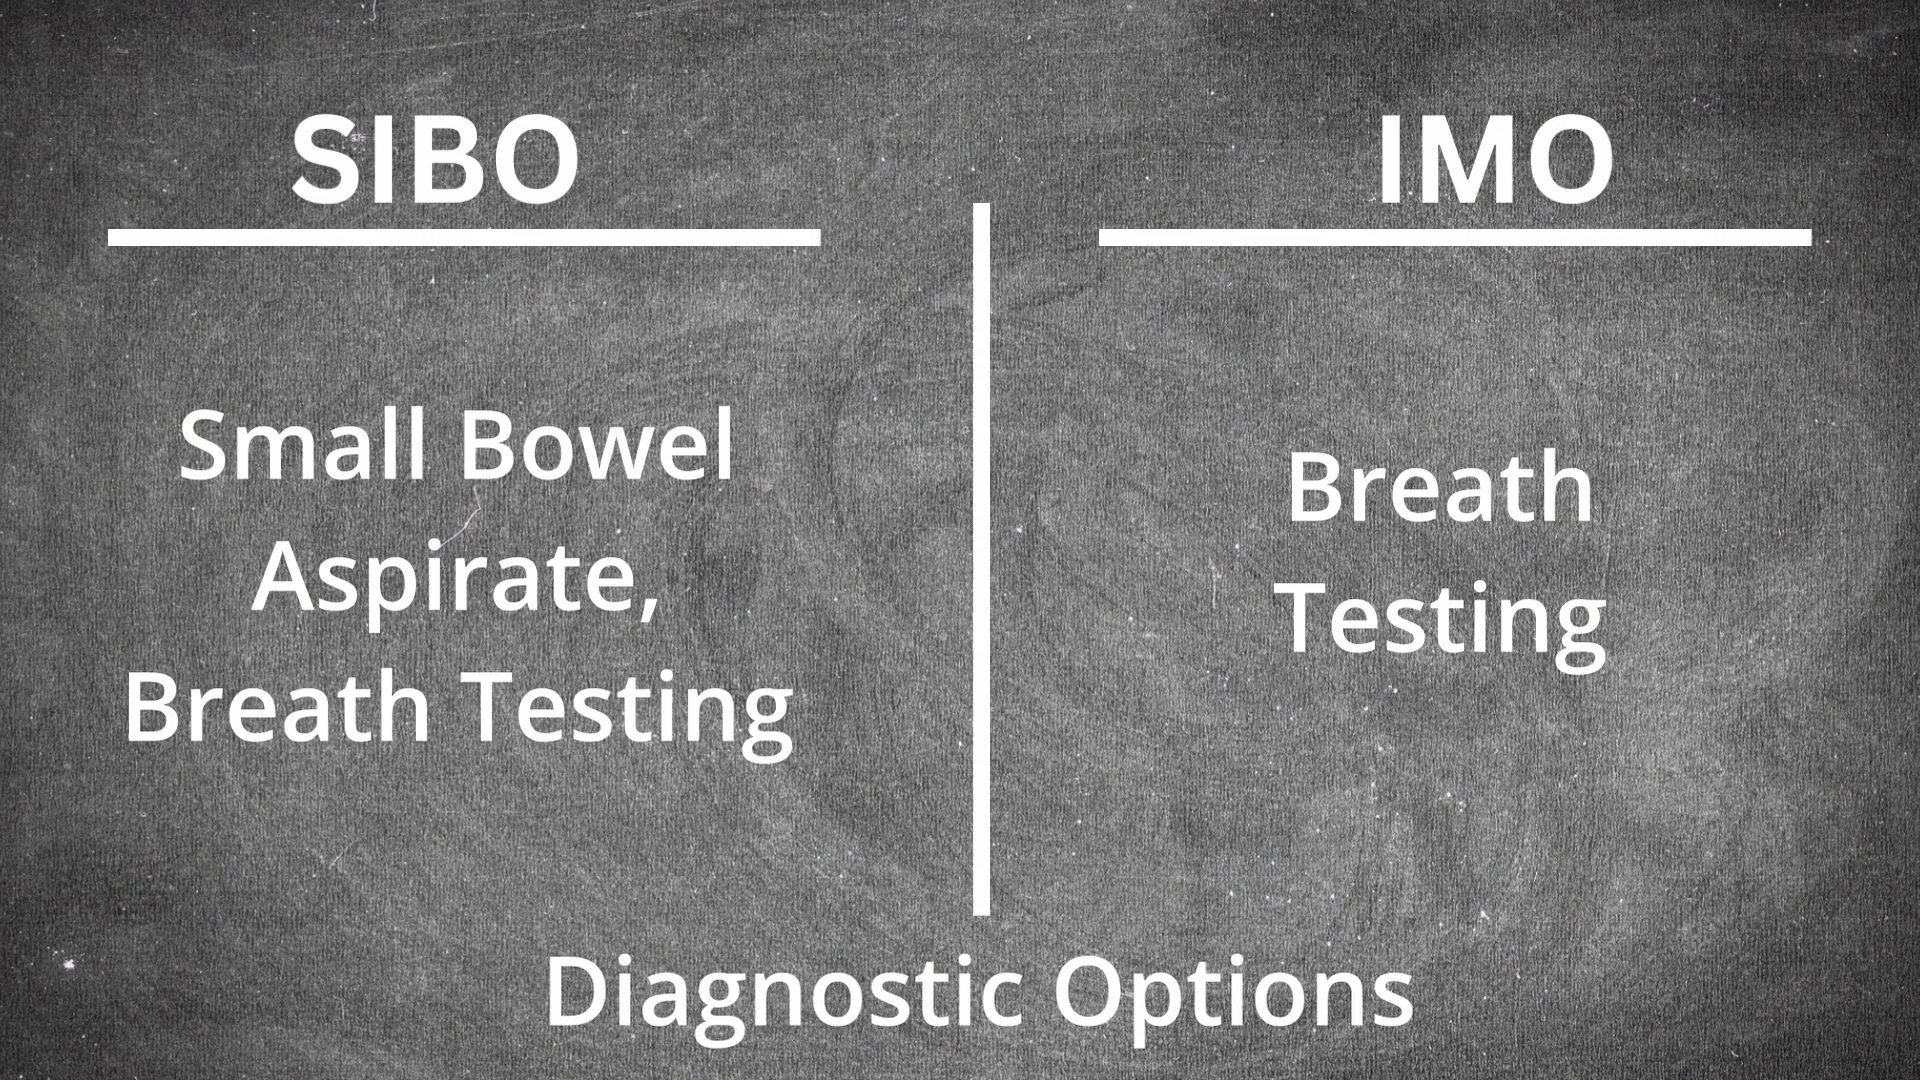 SIBO
Small Bowel
Aspirate,
Breath Testing
IMO
Breath
Testing
Diagnostic Options